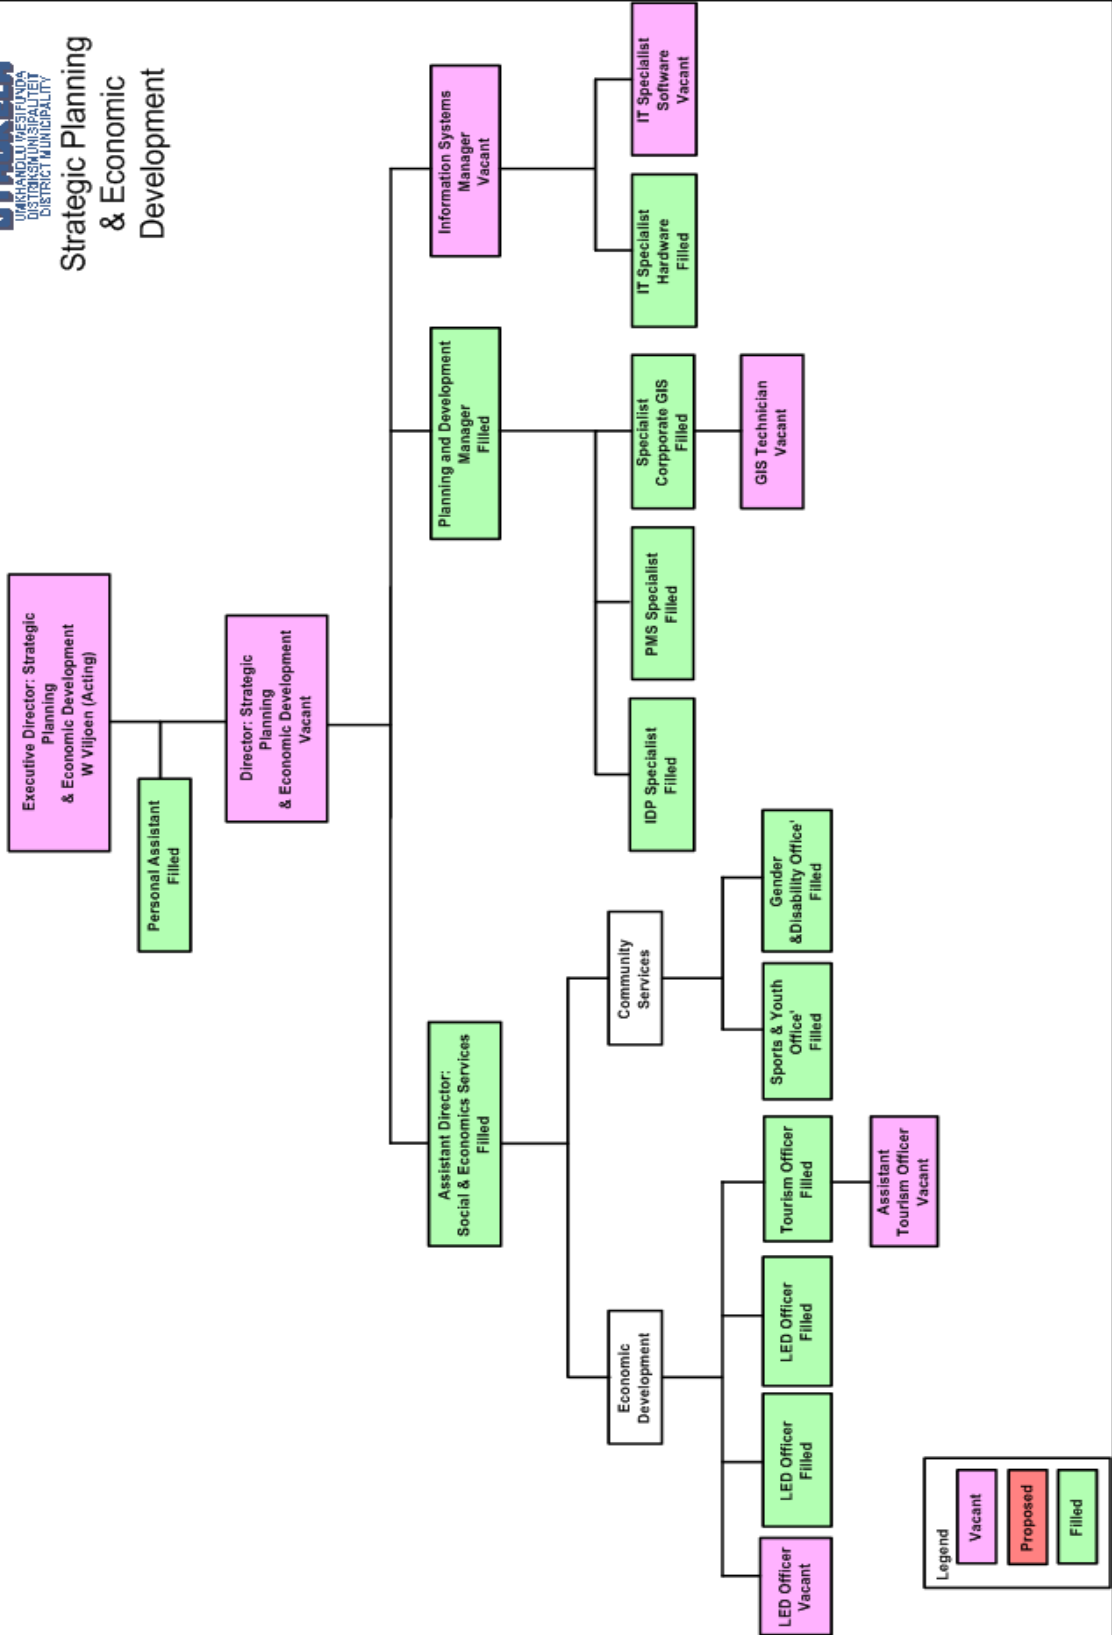 UMKHANDLU WESIFUNDA
DISTRIKSMUNISIPALITEIT
DISTRICT MUNICIPALITY
Strategic Planning
& Economic
Development
Executive Director: Strategic
Planning
& Economic Development
W Viljoen (Acting)
Personal Assistant
Filled
Director: Strategic
Planning
& Economic Development
Vacant
Assistant Director:
Social & Economics Services
Filled
Planning and Development
Manager
Filled
Information Systems
Manager
Vacant
Economic
Development
Community
Services
IDP Specialist
Filled
PMS Specialist
Filled
Specialist
Corpporate GIS
Filled
IT Specialist
Hardware
Filled
IT Specialist
Software
Vacant
GIS Technician
Vacant
LED Officer
Vacant
LED Officer
Filled
LED Officer
Filled
Tourism Officer
Filled
Sports & Youth
Office'
Filled
Gender
&Disability Office'
Filled
Assistant
Tourism Officer
Vacant
Legend
Vacant
Proposed
Filled